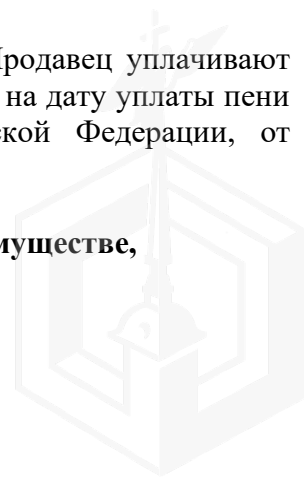 Продавец уплачивают
на дату уплаты пени
ской Федерации, от
муществе,